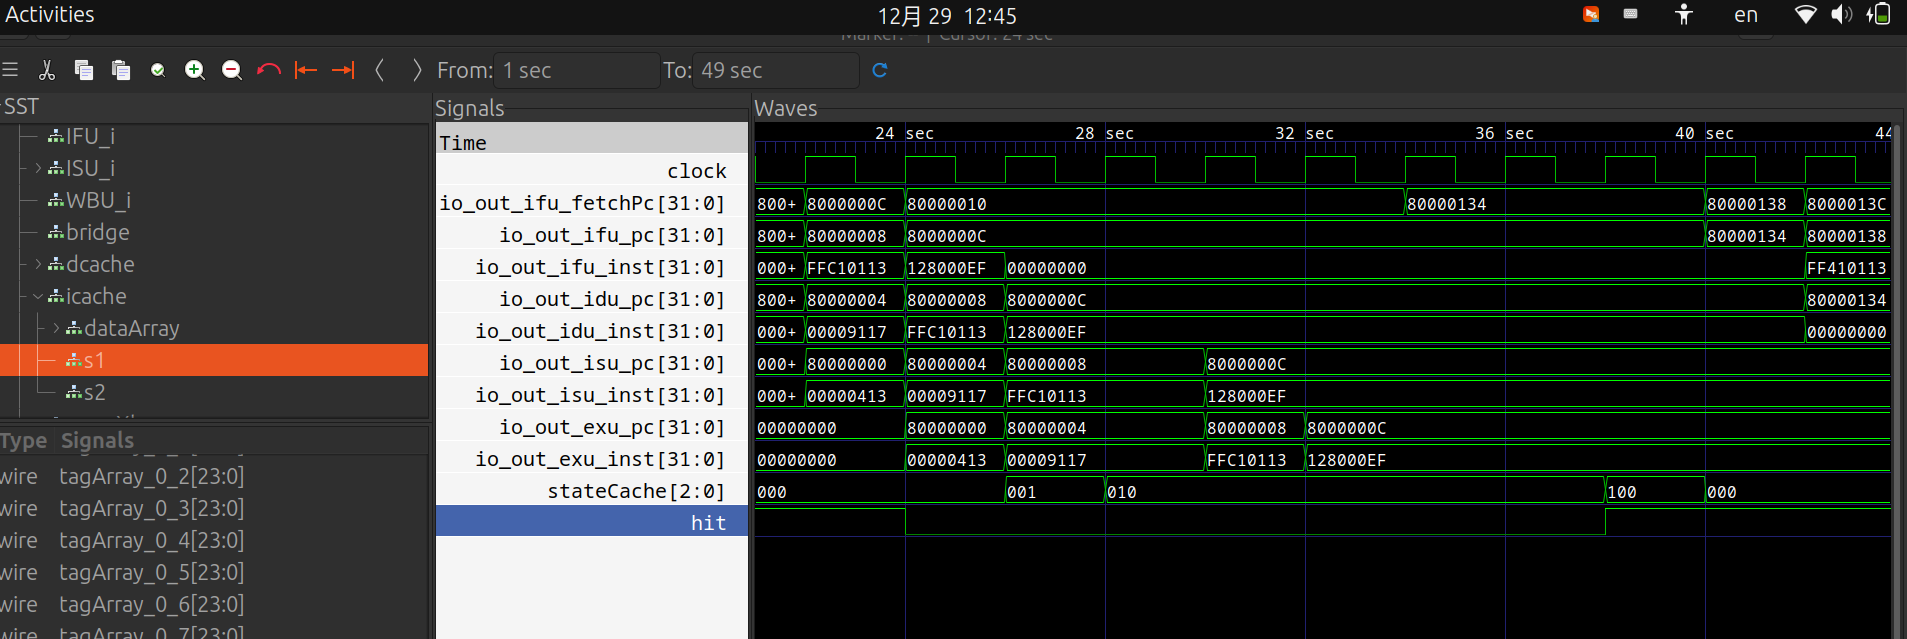 Activities
12月 29 12:45
en
Marker: -- | Cursor: 24 sec
From: 1 sec
To: 49 sec
SST
IFU_i
ISU_i
WBU_i
bridge
dcache
icache
dataArray
s1
s2
Type Signals
wire tagArray_0_2[23:0]
wire tagArray_0_3[23:0]
wire tagArray_0_4[23:0]
wire tagArray_0_5[23:0]
wire tagArray_0_6[23:0]
wire tagArray_0_7[23:0]
Signals
Waves
Time
24 sec 28 sec 32 sec 36 sec 40 sec 44
clock
io_out_ifu_fetchPc[31:0] 800+ 8000000C 80000010 80000134 80000138 8000013C
io_out_ifu_pc[31:0] 800+ 80000008 8000000C 80000134 80000138
io_out_ifu_inst[31:0] 000+ FFC10113 128000EF 00000000 FF410113
io_out_idu_pc[31:0] 800+ 80000004 80000008 8000000C 80000134
io_out_idu_inst[31:0] 000+ 00009117 FFC10113 128000EF 00000000
io_out_isu_pc[31:0] 000+ 80000000 80000004 80000008 8000000C
io_out_isu_inst[31:0] 000+ 00000413 00009117 FFC10113 128000EF
io_out_exu_pc[31:0] 00000000 80000000 80000004 80000008 8000000C
io_out_exu_inst[31:0] 00000000 00000413 00009117 FFC10113 128000EF
stateCache[2:0] 000 001 010 100 000
hit